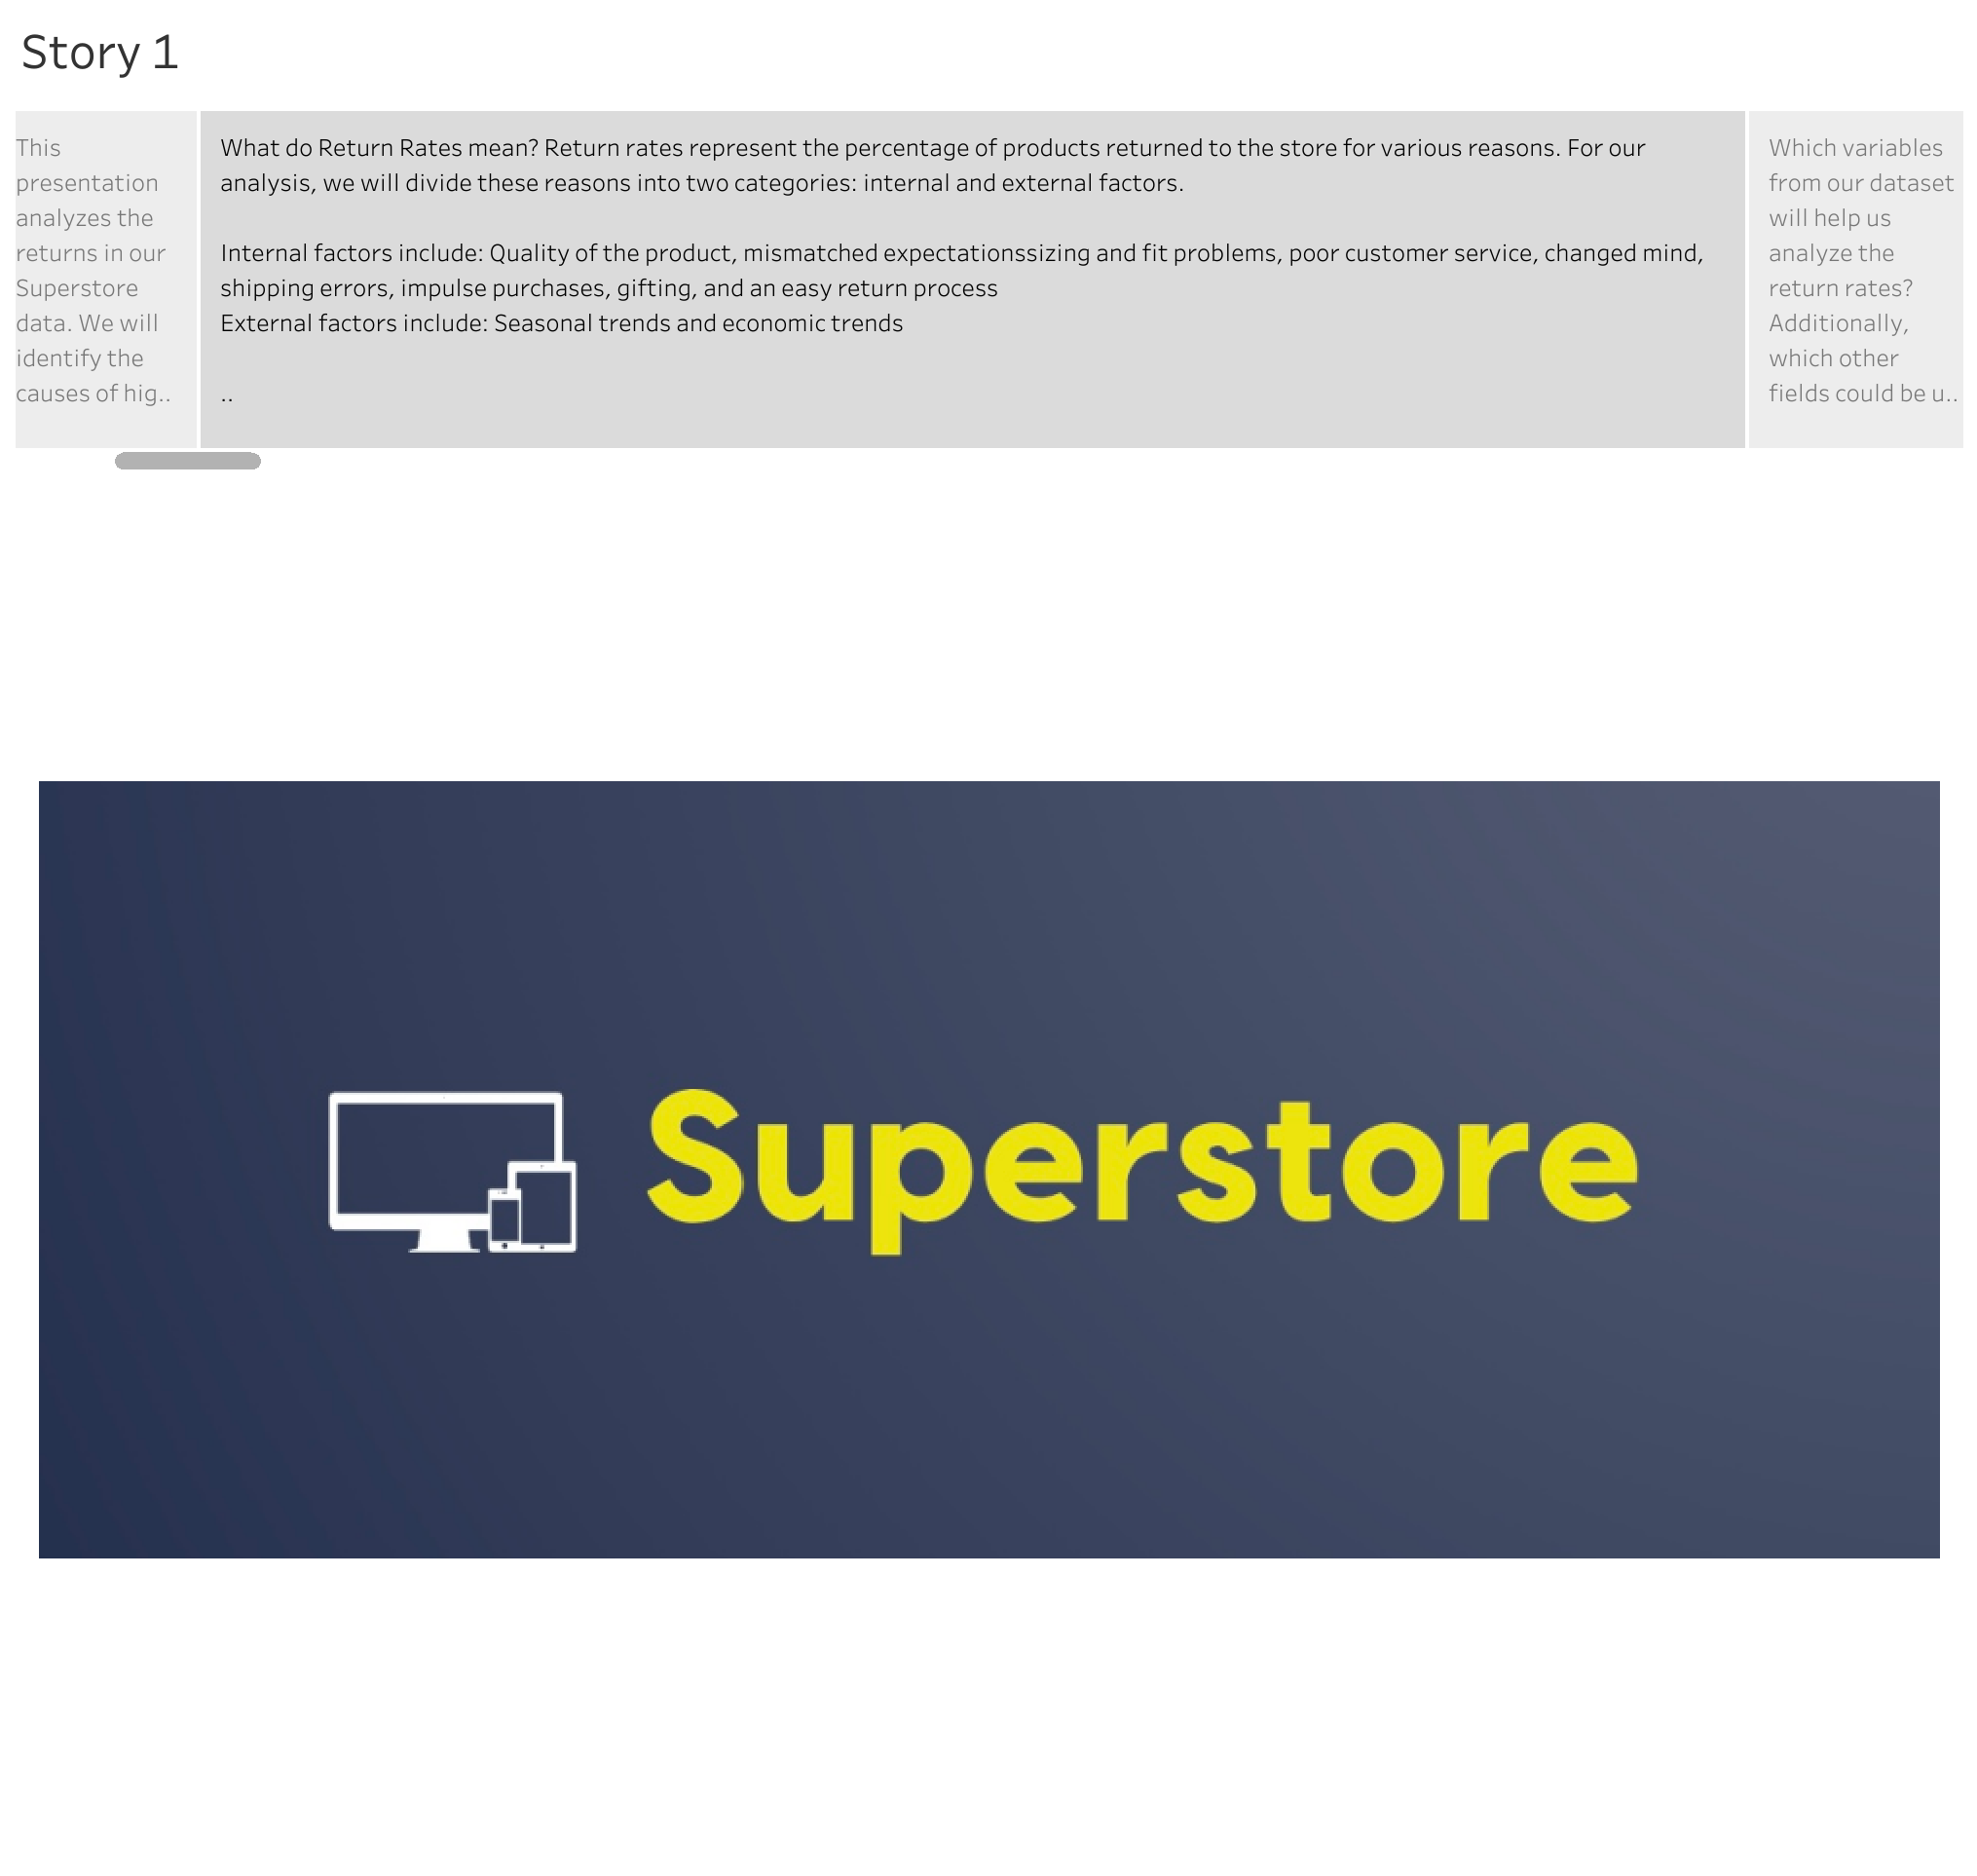 Story 1
This
presentation
analyzes the
returns in our
Superstore
data. We will
identify the
causes of hig..
What do Return Rates mean? Return rates represent the percentage of products returned to the store for various reasons. For our
analysis, we will divide these reasons into two categories: internal and external factors.
Internal factors include: Quality of the product, mismatched expectationssizing and fit problems, poor customer service, changed mind,
shipping errors, impulse purchases, gifting, and an easy return process
External factors include: Seasonal trends and economic trends
..
Which variables
from our dataset
will help us
analyze the
return rates?
Additionally,
which other
fields could be u..
Superstore